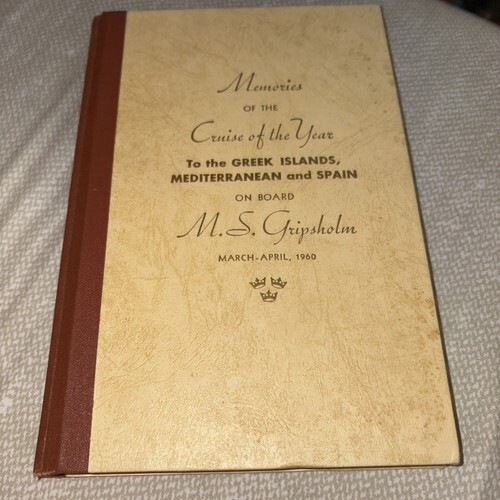 Memories
OF THE
Cruise of the Year
To the GREEK ISLANDS,
MEDITERRANEAN and SPAIN
ON BOARD
M.S. Gripsholm
MARCH-APRIL, 1960